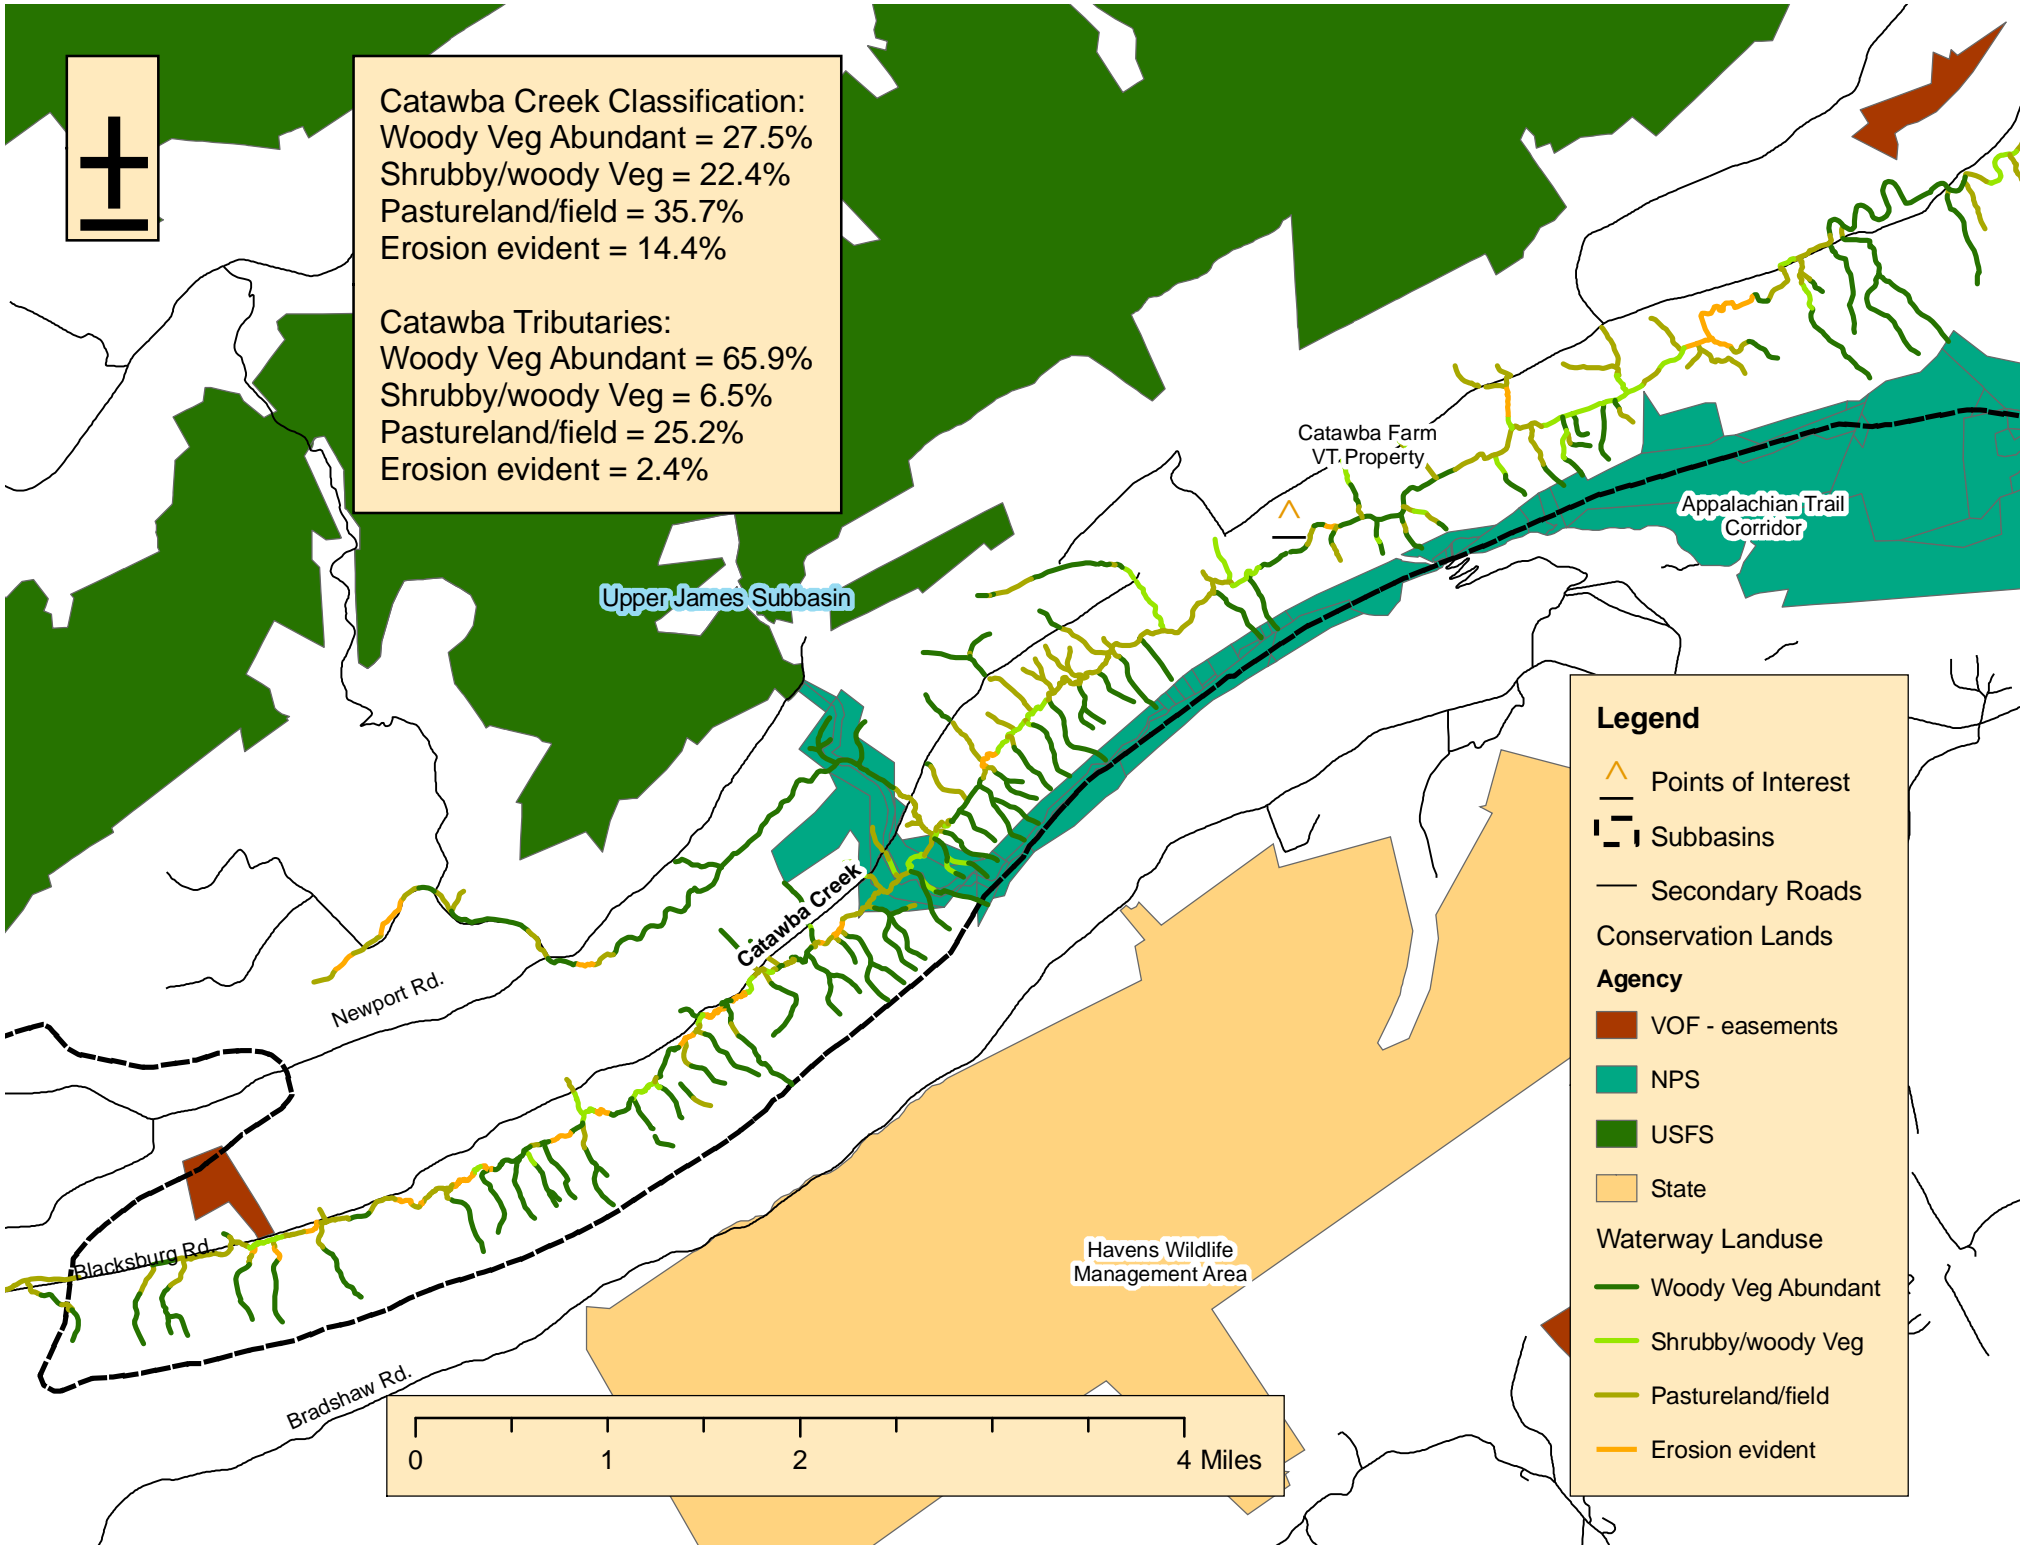 Catawba Creek Classification:
Woody Veg Abundant = 27.5%
Shrubby/woody Veg = 22.4%
Pastureland/field = 35.7%
Erosion evident = 14.4%
Catawba Tributaries:
Woody Veg Abundant = 65.9%
Shrubby/woody Veg = 6.5%
Pastureland/field = 25.2%
Erosion evident = 2.4%
Catawba Farm
VT Property
Appalachian Trail
Corridor
Upper James Subbasin
Catawba Creek
Newport Rd.
Blacksburg Rd.
Bradshaw Rd.
Havens Wildlife
Management Area
0 1 2 4 Miles
Legend
Points of Interest
Subbasins
Secondary Roads
Conservation Lands
Agency
VOF - easements
NPS
USFS
State
Waterway Landuse
Woody Veg Abundant
Shrubby/woody Veg
Pastureland/field
Erosion evident